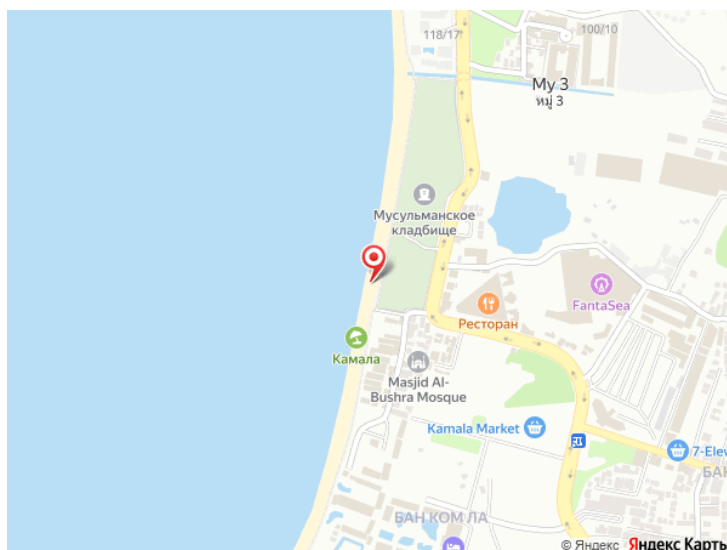 118/17
100/10
Му 3
หมู่ 3
Мусульманское
кладбище
FantaSea
Ресторан
Камала
Masjid Al-
Bushra Mosque
Kamala Market
7-Elev
БАН
БАН КОМ ЛА
© Яндекс Яндекс Карты